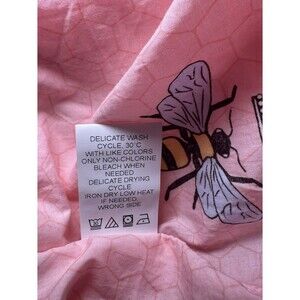 DELICATE WASH
CYCLE, 30˚C
WITH LIKE COLORS
ONLY NON-CHLORINE
BLEACH WHEN
NEEDED
DELICATE DRYING
CYCLE
IRON DRY LOW HEAT
IF NEEDED,
WRONG SIDE